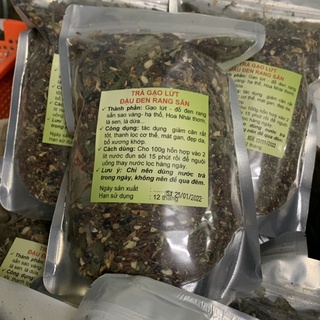 TRÀ GẠO LỨT
ĐẬU ĐEN RANG SẴN
✓ Thành phần: Gạo lứt - đỗ đen rang
sẵn sao vàng- hạ thổ, Hoa Nhài thơm,
lá sen, lá dứa...
✓ Công dụng: tác dụng giảm cân rất
tốt, thanh lọc cơ thể, mát gan, đẹp da,
bổ xương khớp.
✓ Cách dùng: Cho 100g hỗn hợp vào 2
lít nước đun sôi 15 phút rồi để nguội
uống thay nước lọc hàng ngày
✓ Lưu ý: Chỉ nên dùng nước trà
trong ngày, không nên để qua đêm.
Ngày sản xuất
25/01/2022
Hạn sử dụng 12 tháng